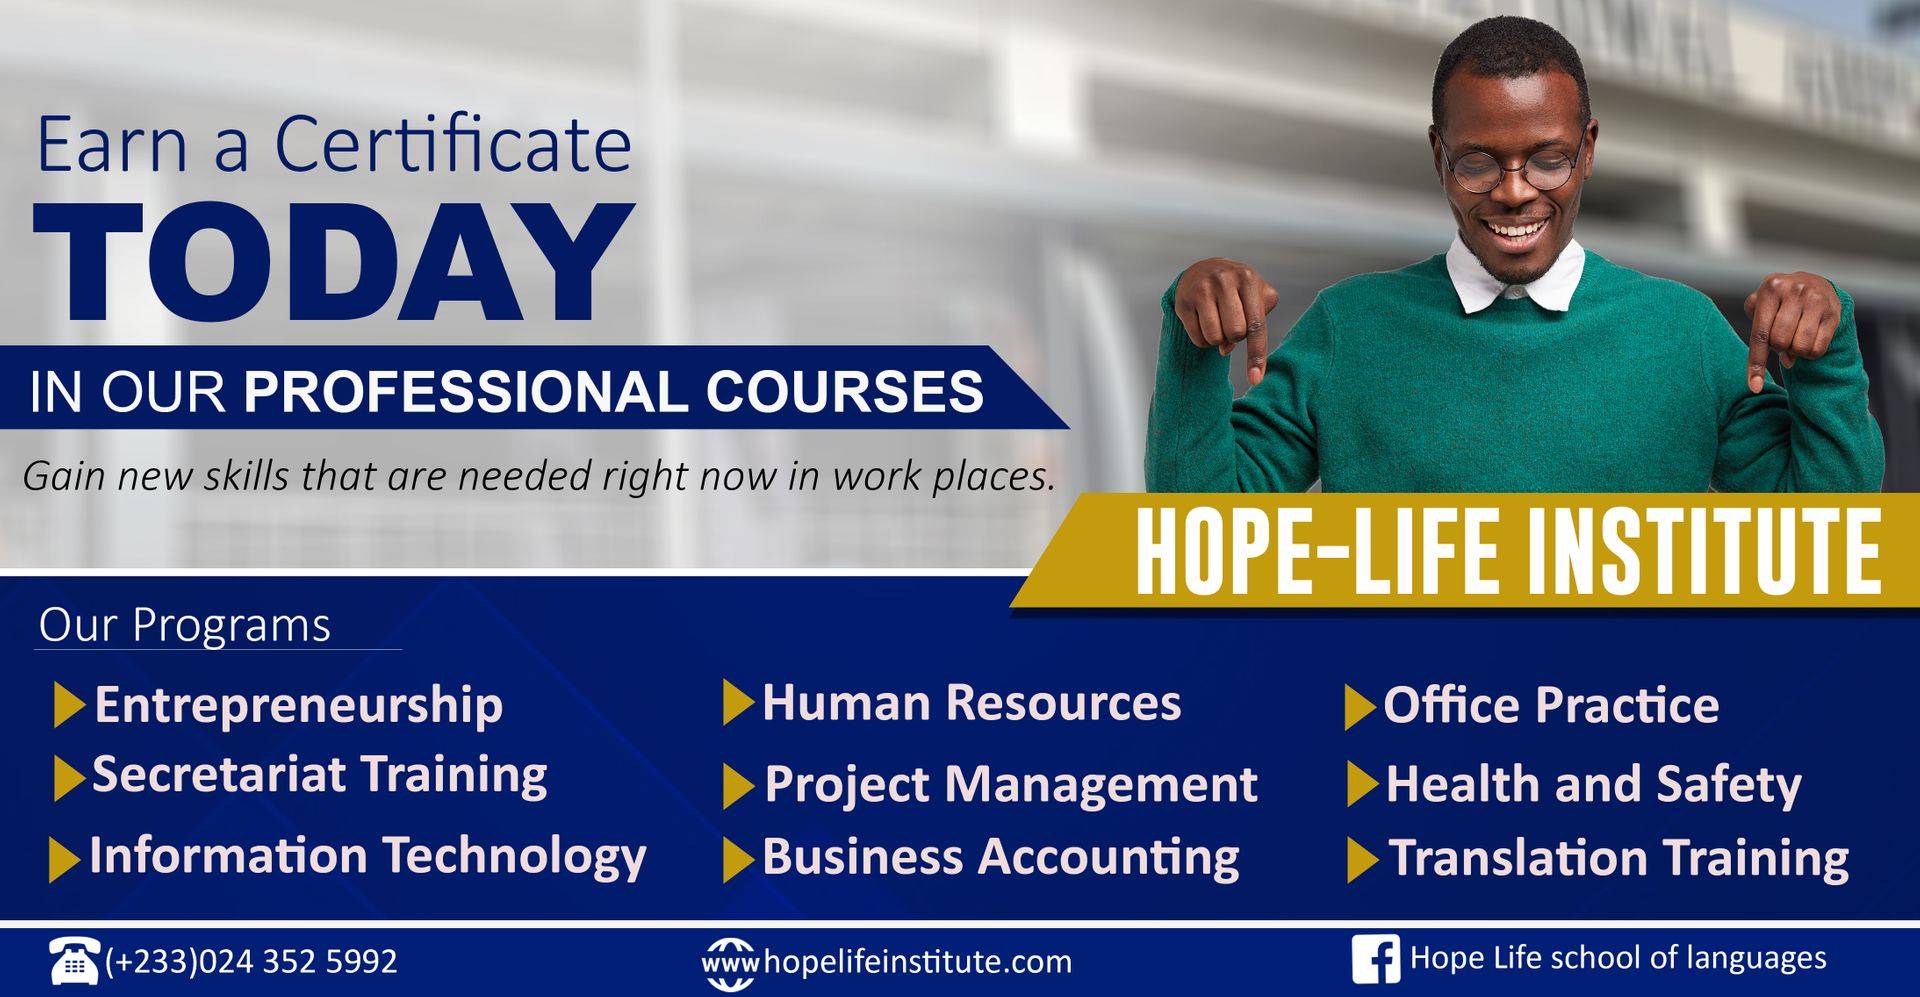 Earn a Certificate
TODAY
IN OUR PROFESSIONAL COURSES
Gain new skills that are needed right now in work places.
HOPE-LIFE INSTITUTE
Our Programs
Entrepreneurship
Secretariat Training
Information Technology
Human Resources
Project Management
Business Accounting
Office Practice
Health and Safety
Translation Training
(+233)024 352 5992
www hopelifeinstitute.com
f Hope Life school of languages